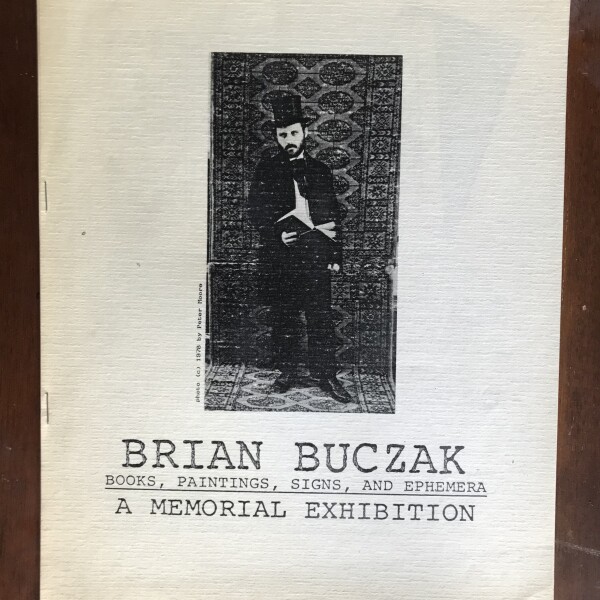 photo (c) 1978 by Peter Moore
BRIAN BUCZAK
BOOKS, PAINTINGS, SIGNS, AND EPHEMERA
A MEMORIAL EXHIBITION